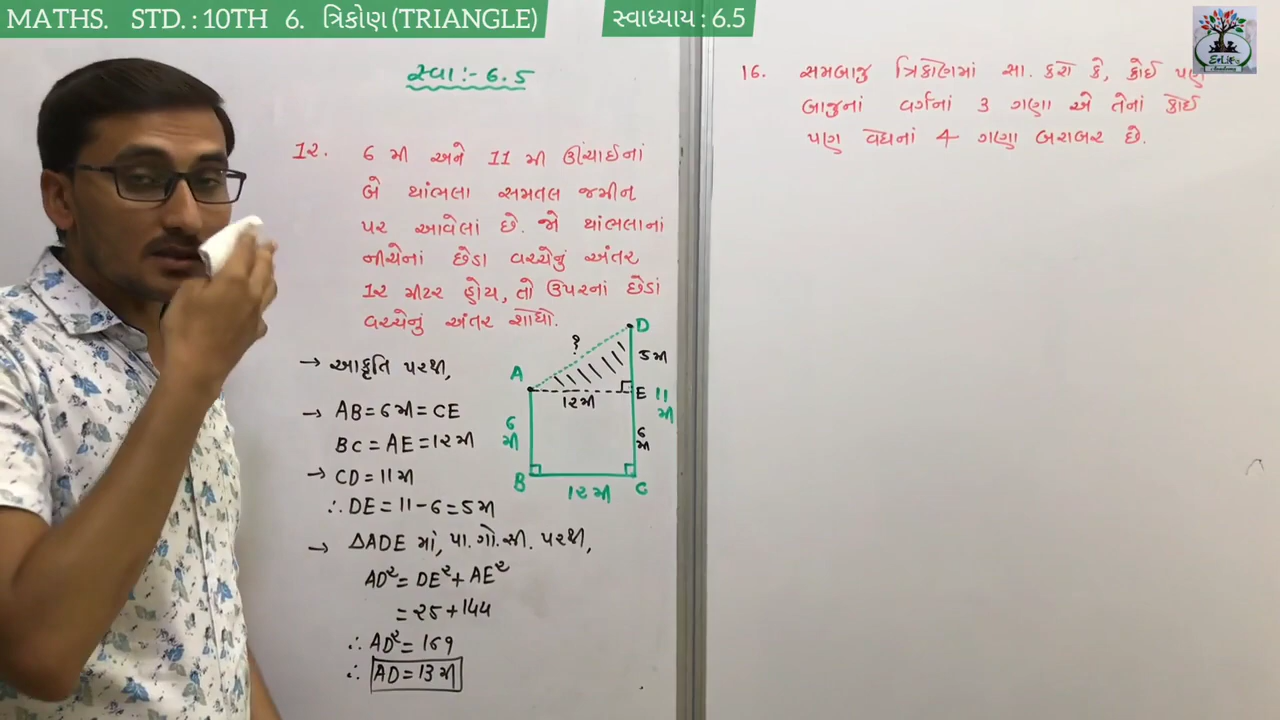 MATHS. STD. : 10TH 6. ત્રિકોણ (TRIANGLE)
સ્વાધ્યાય : 6.5
સ્વા :- 6.5
12. 6 મી અને 11 મી ઊંચાઈનાં
બે થાંભલા સમતલ જમીન
પર આવેલાં છે. જો થાંભલાનાં
નીચેનાં છેડા વચ્ચેનું અંતર
12 મીટર હોય, તો ઉપરનાં છેડાં
વચ્ચેનું અંતર શોધો.
→ આકૃતિ પરથી,
→ AB = 6 મી = CE
BC = AE = 12 મી
→ CD = 11 મી
∴ DE = 11 - 6 = 5 મી
→ ΔADE માં, પા.ગો.સી. પરથી,
AD² = DE² + AE²
= 25 + 144
∴ AD² = 169
∴ AD = 13 મી
D
?
5 મી
A
E
12 મી
11 મી
6 મી
6 મી
B
C
12 મી
16. સમબાજુ ત્રિકોણમાં સા. કરો કે, કોઈ પણ
બાજુનાં વર્ગનાં 3 ગણા એ તેનાં કોઈ
પણ વેધનાં 4 ગણા બરાબર છે.